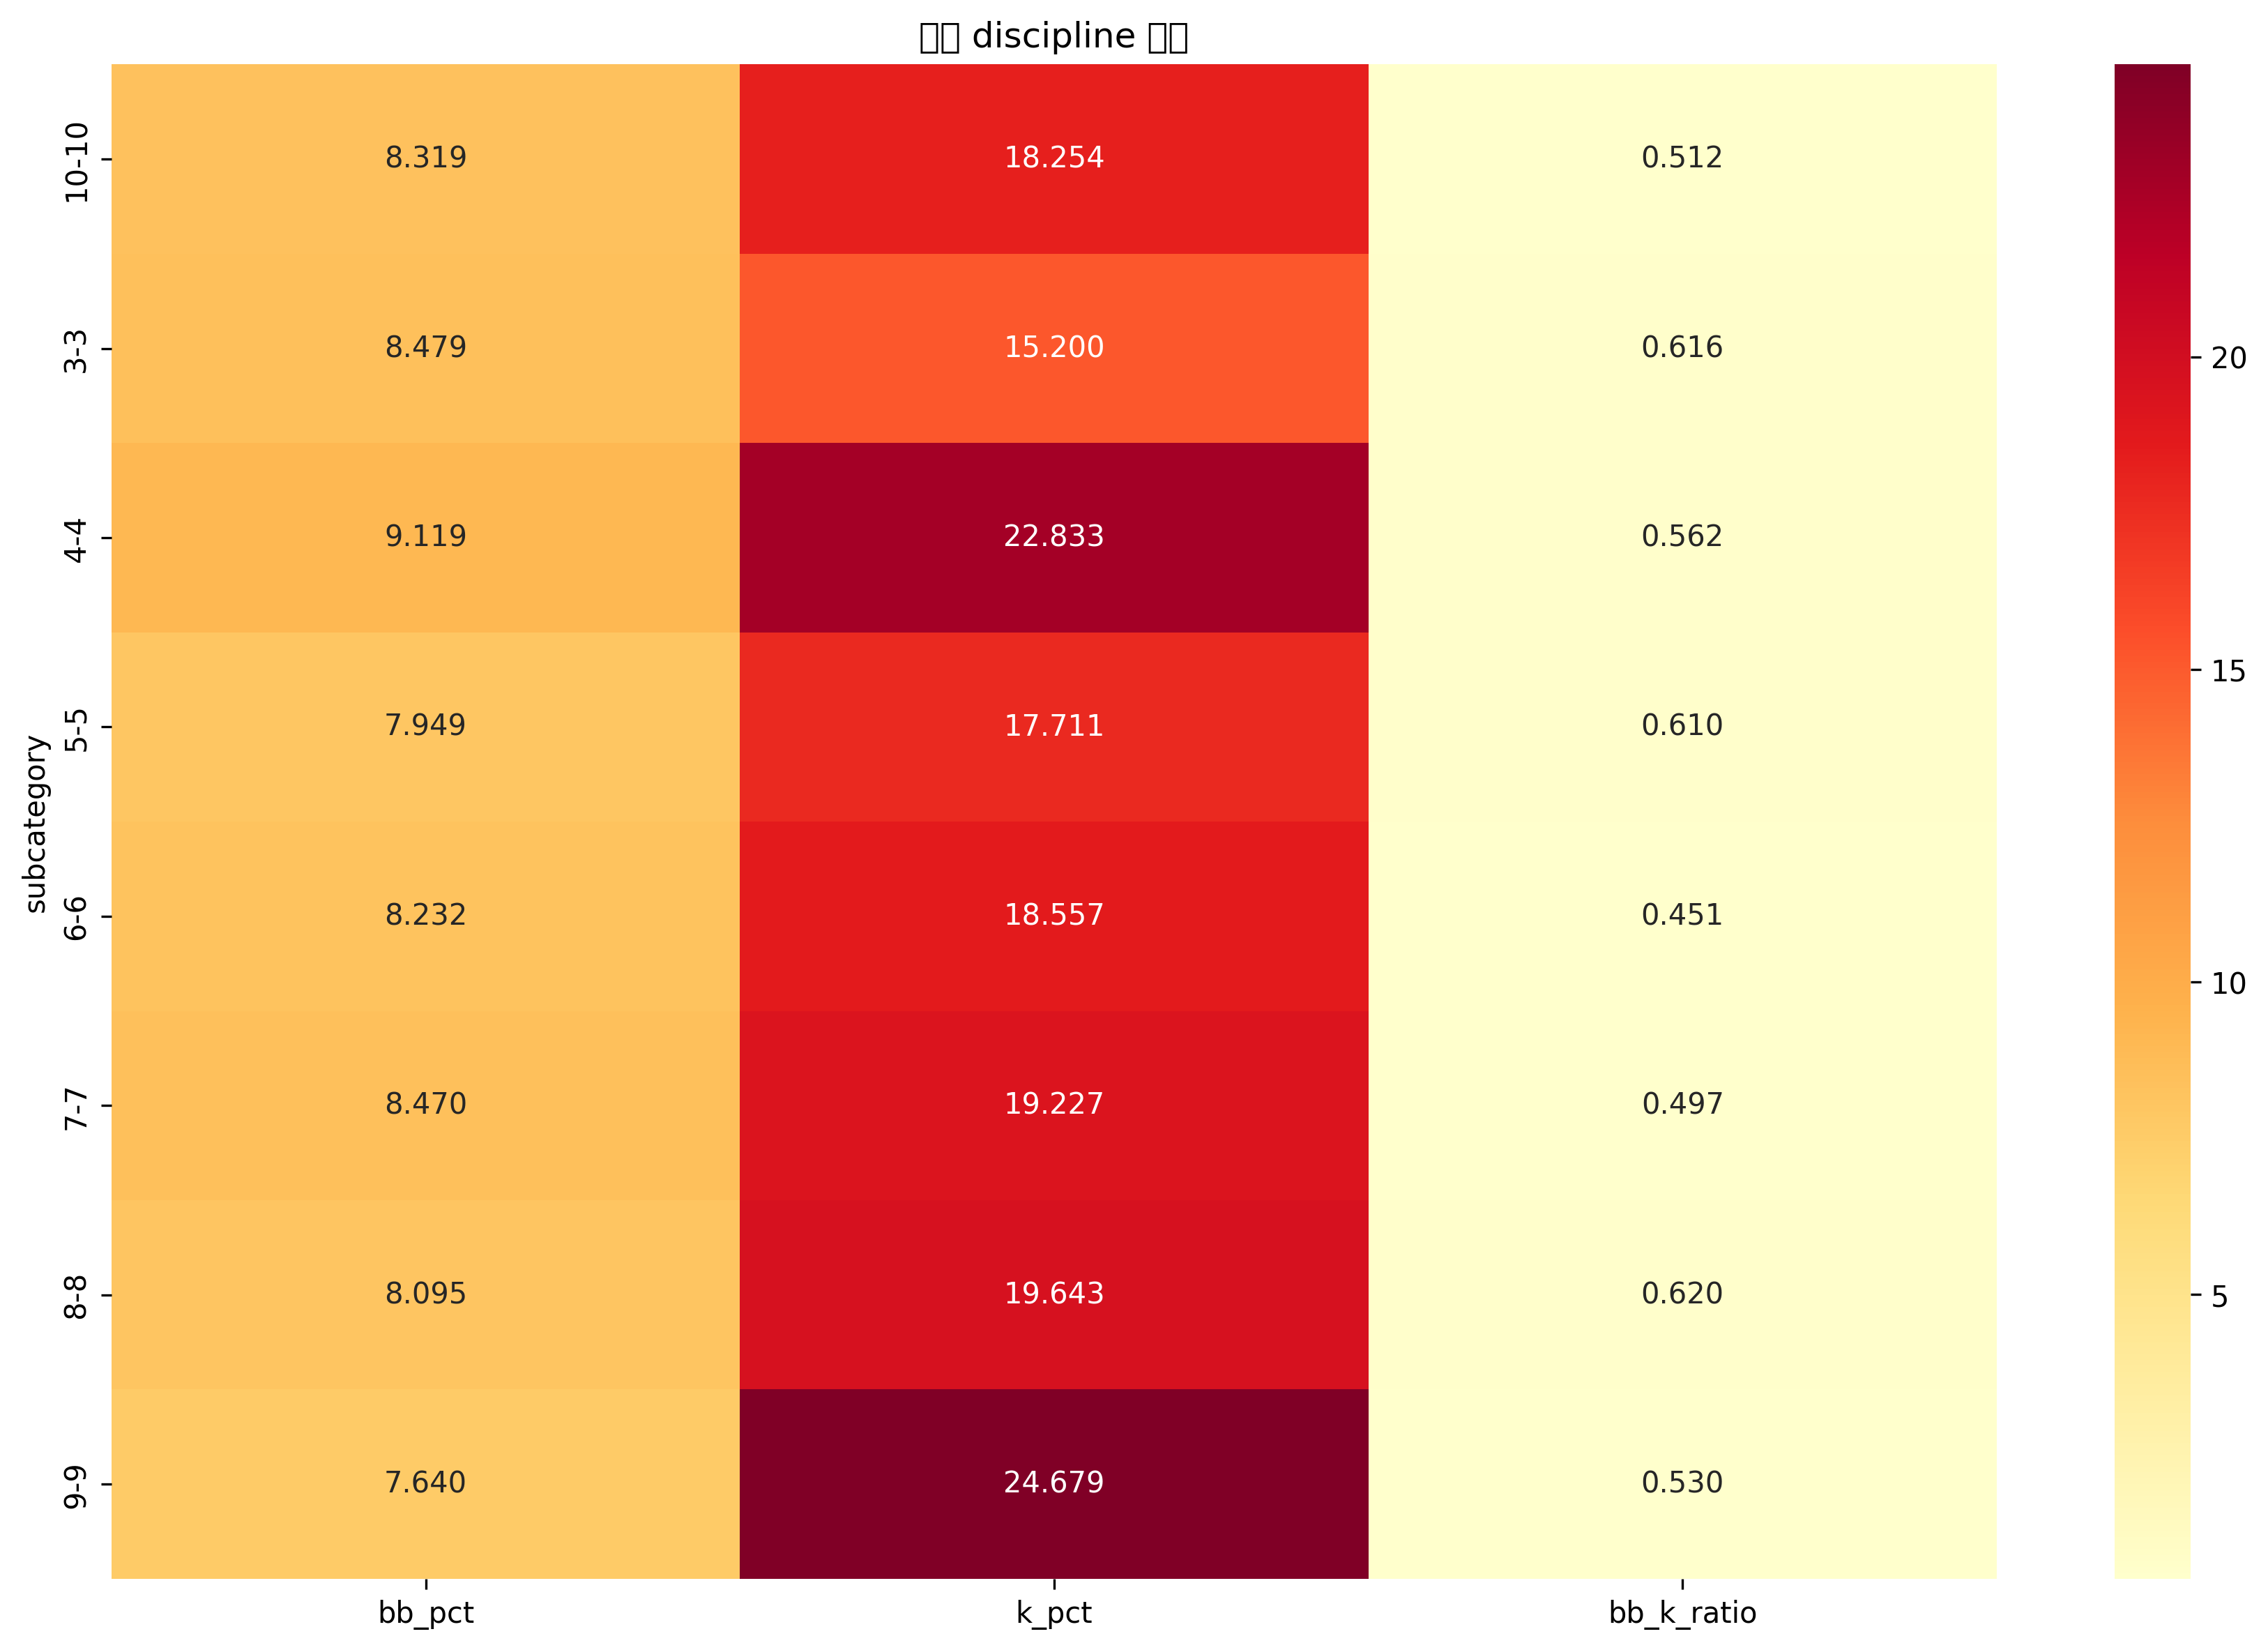 discipline
10-10 8.319 18.254 0.512
3-3 8.479 15.200 0.616
4-4 9.119 22.833 0.562
5-5 7.949 17.711 0.610
6-6 8.232 18.557 0.451
7-7 8.470 19.227 0.497
8-8 8.095 19.643 0.620
9-9 7.640 24.679 0.530
subcategory
bb_pct k_pct bb_k_ratio
20
15
10
5